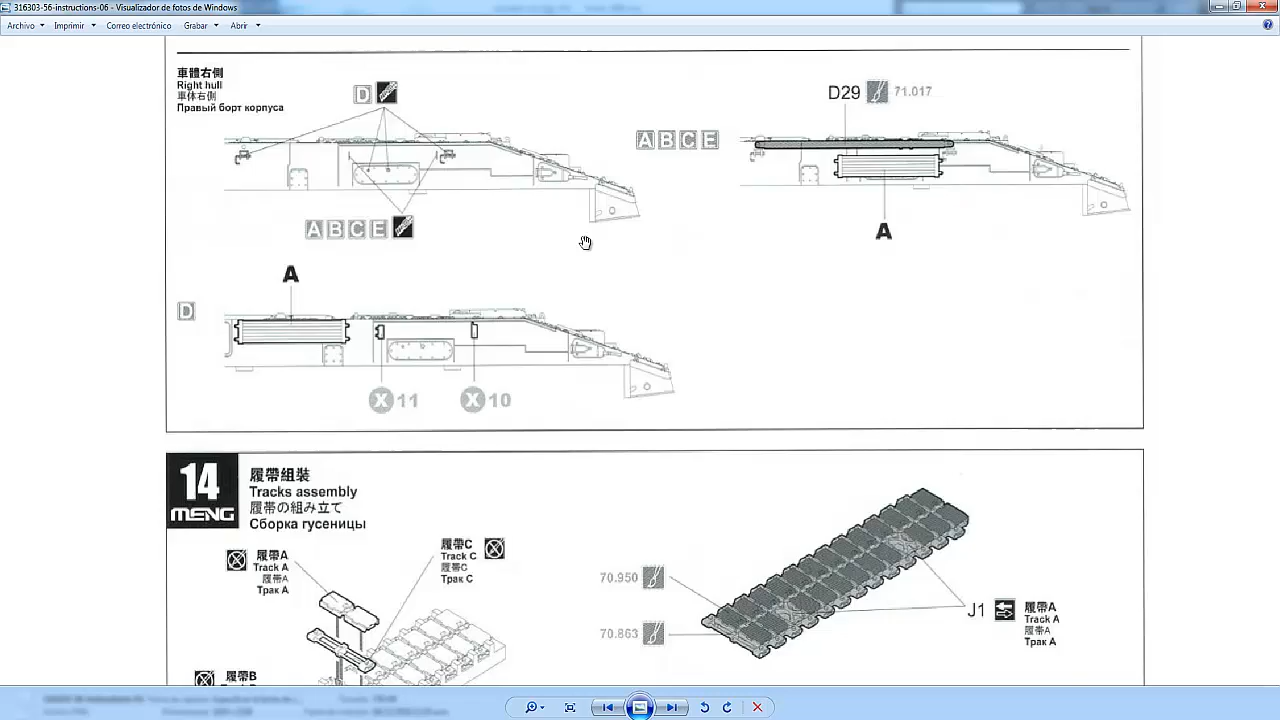 316303-56-instructions-06 - Visualizador de fotos de Windows
Archivo Imprimir Correo electrónico Grabar Abrir
車體右側
Right hull
車体右側
Правый борт корпуса
D
A B C E
A B C E
D29 71.017
A
A
D
X 11 X 10
14
MENG
履帶組裝
Tracks assembly
履帯の組み立て
Сборка гусеницы
履帶A
Track A
履帯A
Трак A
履帶C
Track C
履帯C
Трак C
履帶B
70.950
70.863
J1
履帶A
Track A
履帯A
Трак A